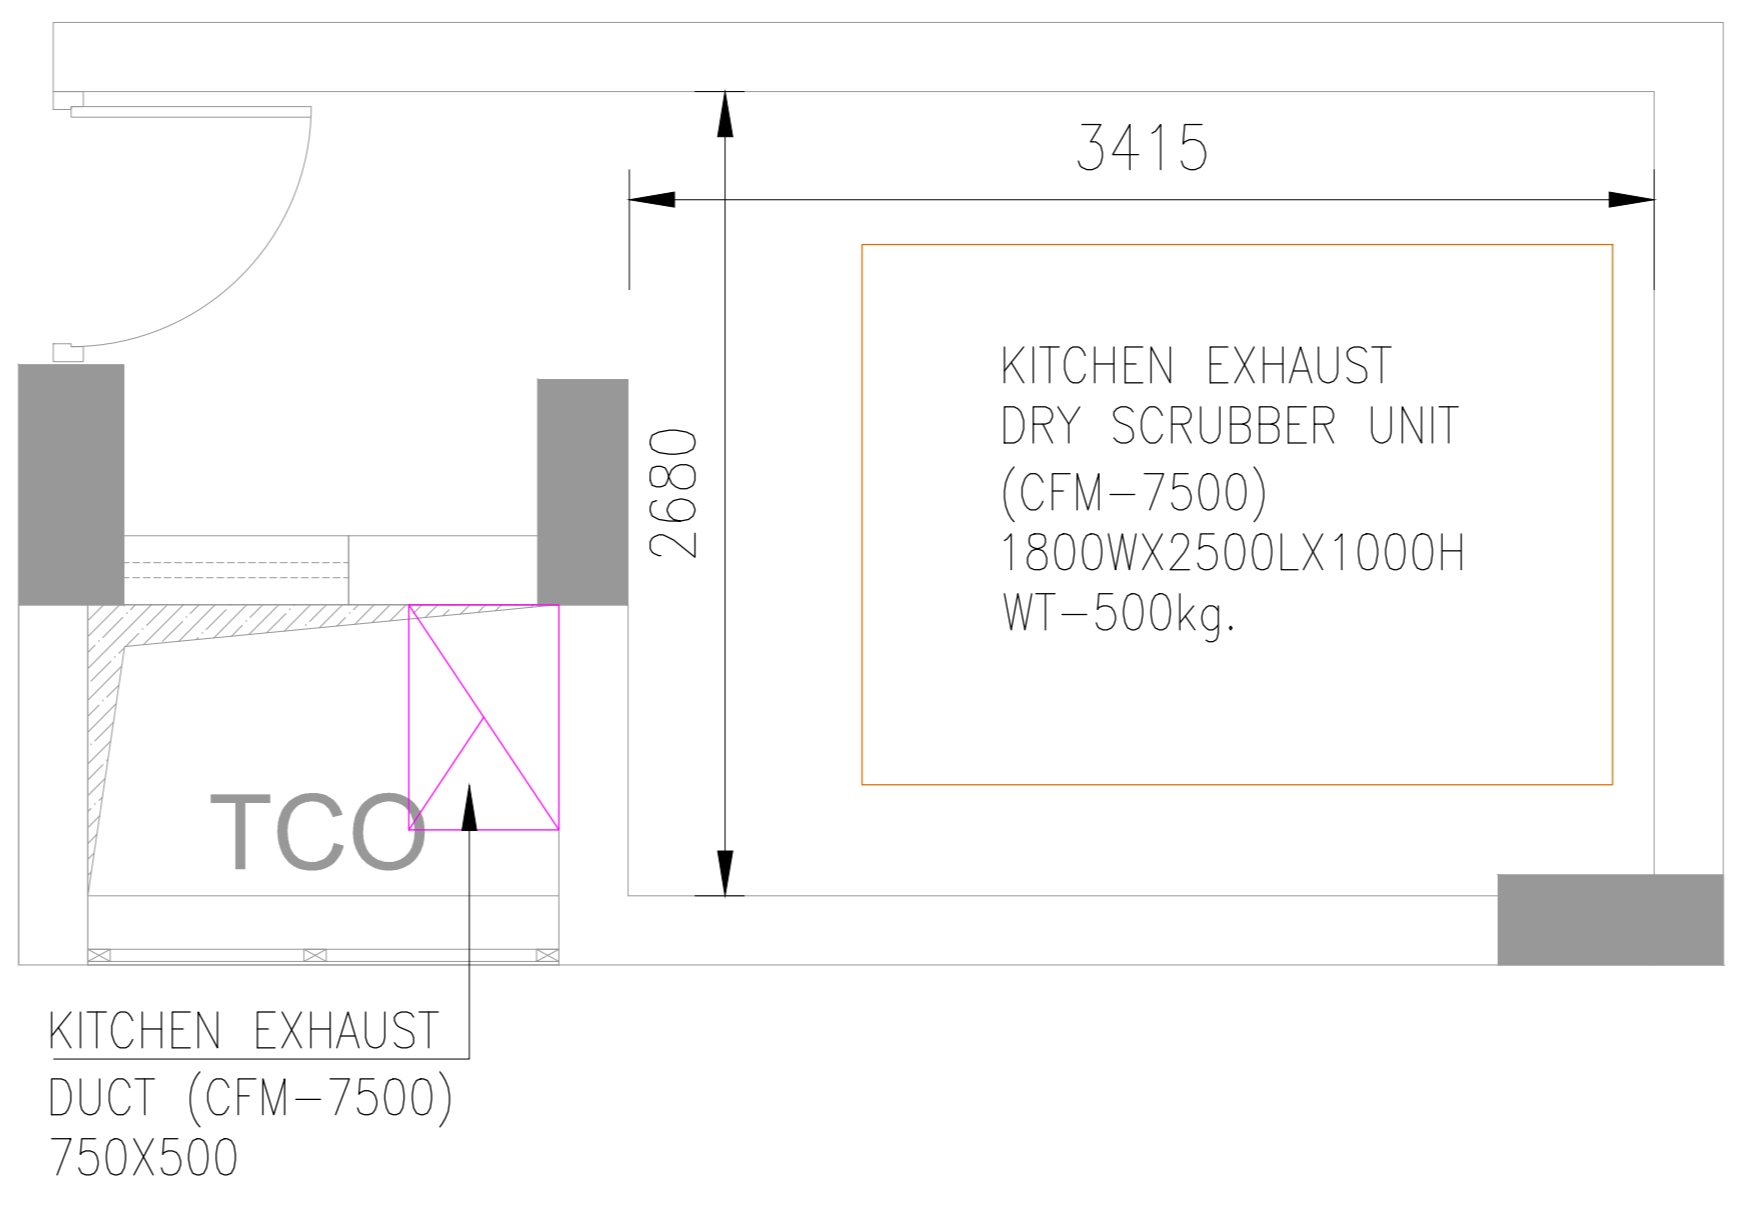 3415
2680
KITCHEN EXHAUST
DRY SCRUBBER UNIT
(CFM-7500)
1800WX2500LX1000H
WT-500kg.
TCO
KITCHEN EXHAUST
DUCT (CFM-7500)
750X500